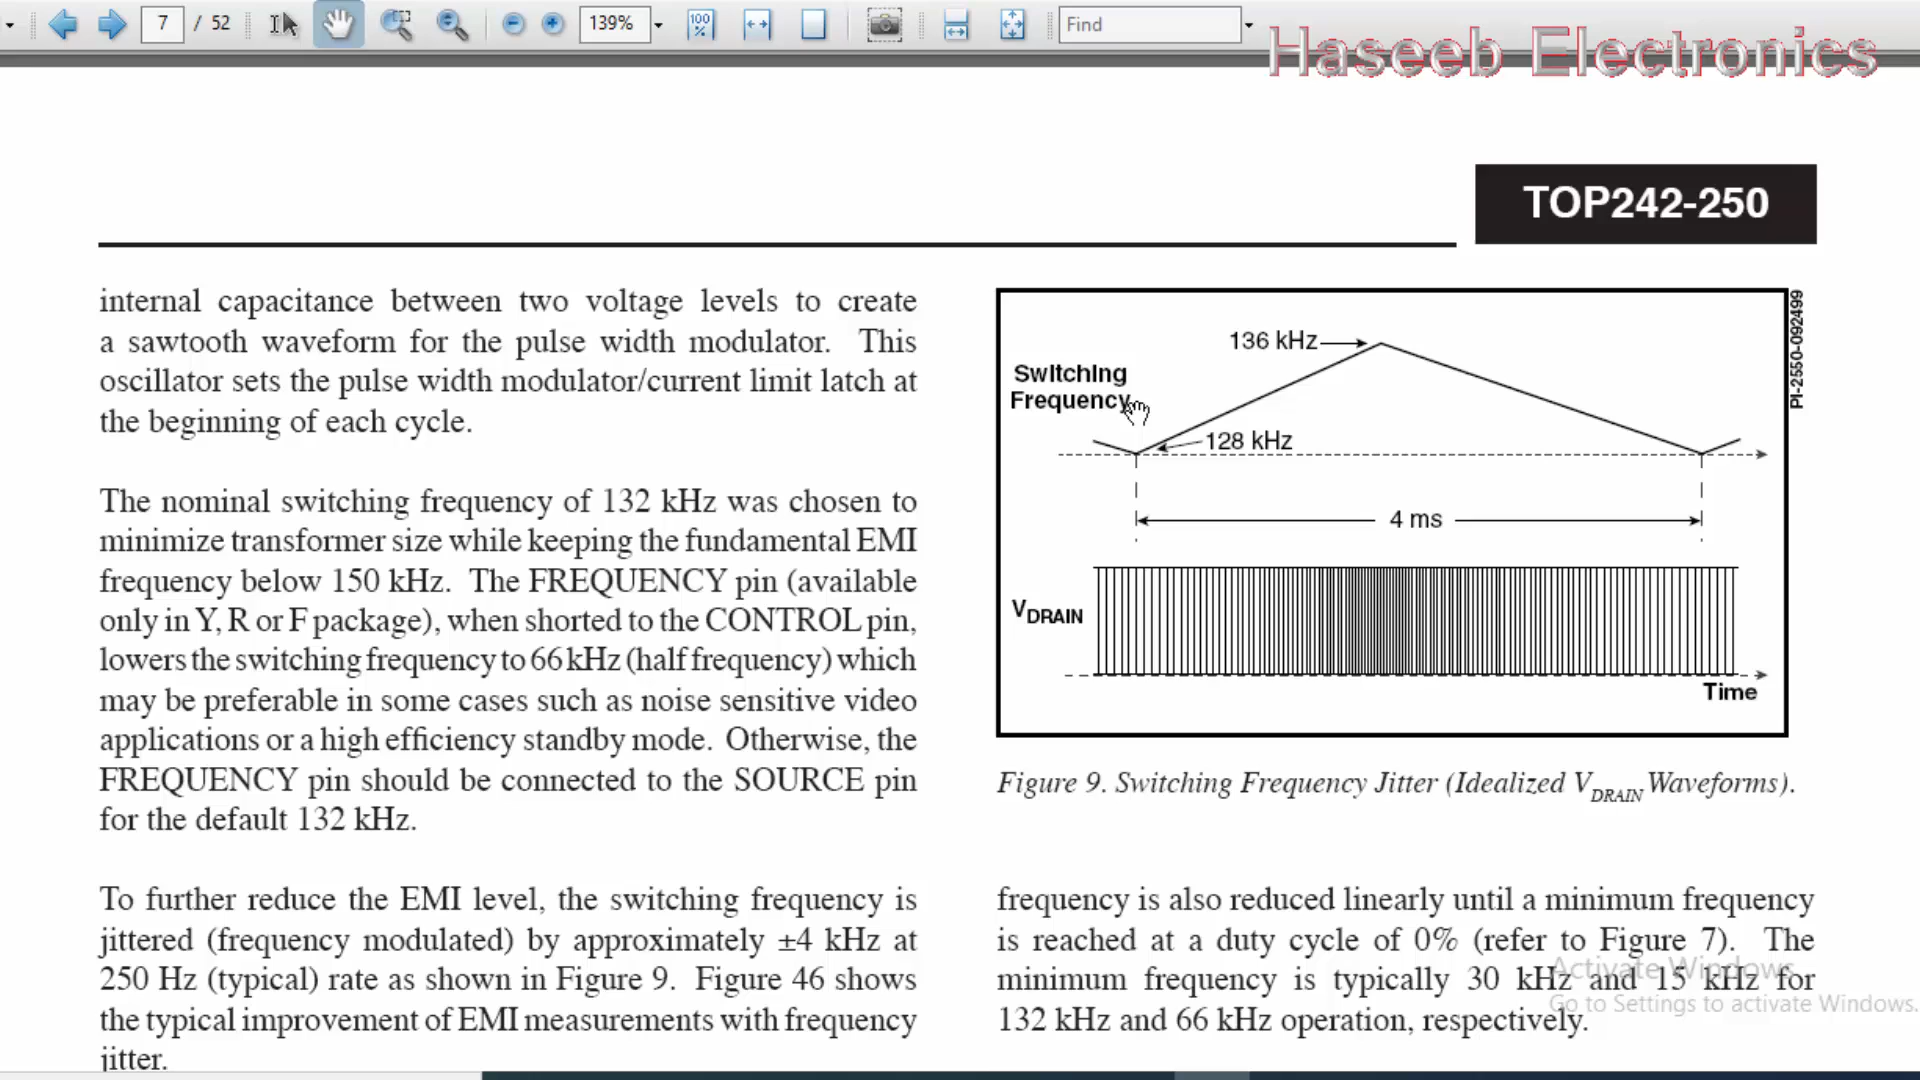 7 / 52
139%
100 %
Find
Haseeb Electronics
TOP242-250
internal capacitance between two voltage levels to create
a sawtooth waveform for the pulse width modulator. This
oscillator sets the pulse width modulator/current limit latch at
the beginning of each cycle.
The nominal switching frequency of 132 kHz was chosen to
minimize transformer size while keeping the fundamental EMI
frequency below 150 kHz. The FREQUENCY pin (available
only in Y, R or F package), when shorted to the CONTROL pin,
lowers the switching frequency to 66 kHz (half frequency) which
may be preferable in some cases such as noise sensitive video
applications or a high efficiency standby mode. Otherwise, the
FREQUENCY pin should be connected to the SOURCE pin
for the default 132 kHz.
To further reduce the EMI level, the switching frequency is
jittered (frequency modulated) by approximately ±4 kHz at
250 Hz (typical) rate as shown in Figure 9. Figure 46 shows
the typical improvement of EMI measurements with frequency
jitter.
136 kHz
Switching
Frequency
128 kHz
4 ms
VDRAIN
Time
PI-2550-092499
Figure 9. Switching Frequency Jitter (Idealized VDRAIN Waveforms).
frequency is also reduced linearly until a minimum frequency
is reached at a duty cycle of 0% (refer to Figure 7). The
minimum frequency is typically 30 kHz and 15 kHz for
132 kHz and 66 kHz operation, respectively.
Activate Windows
Go to Settings to activate Windows.